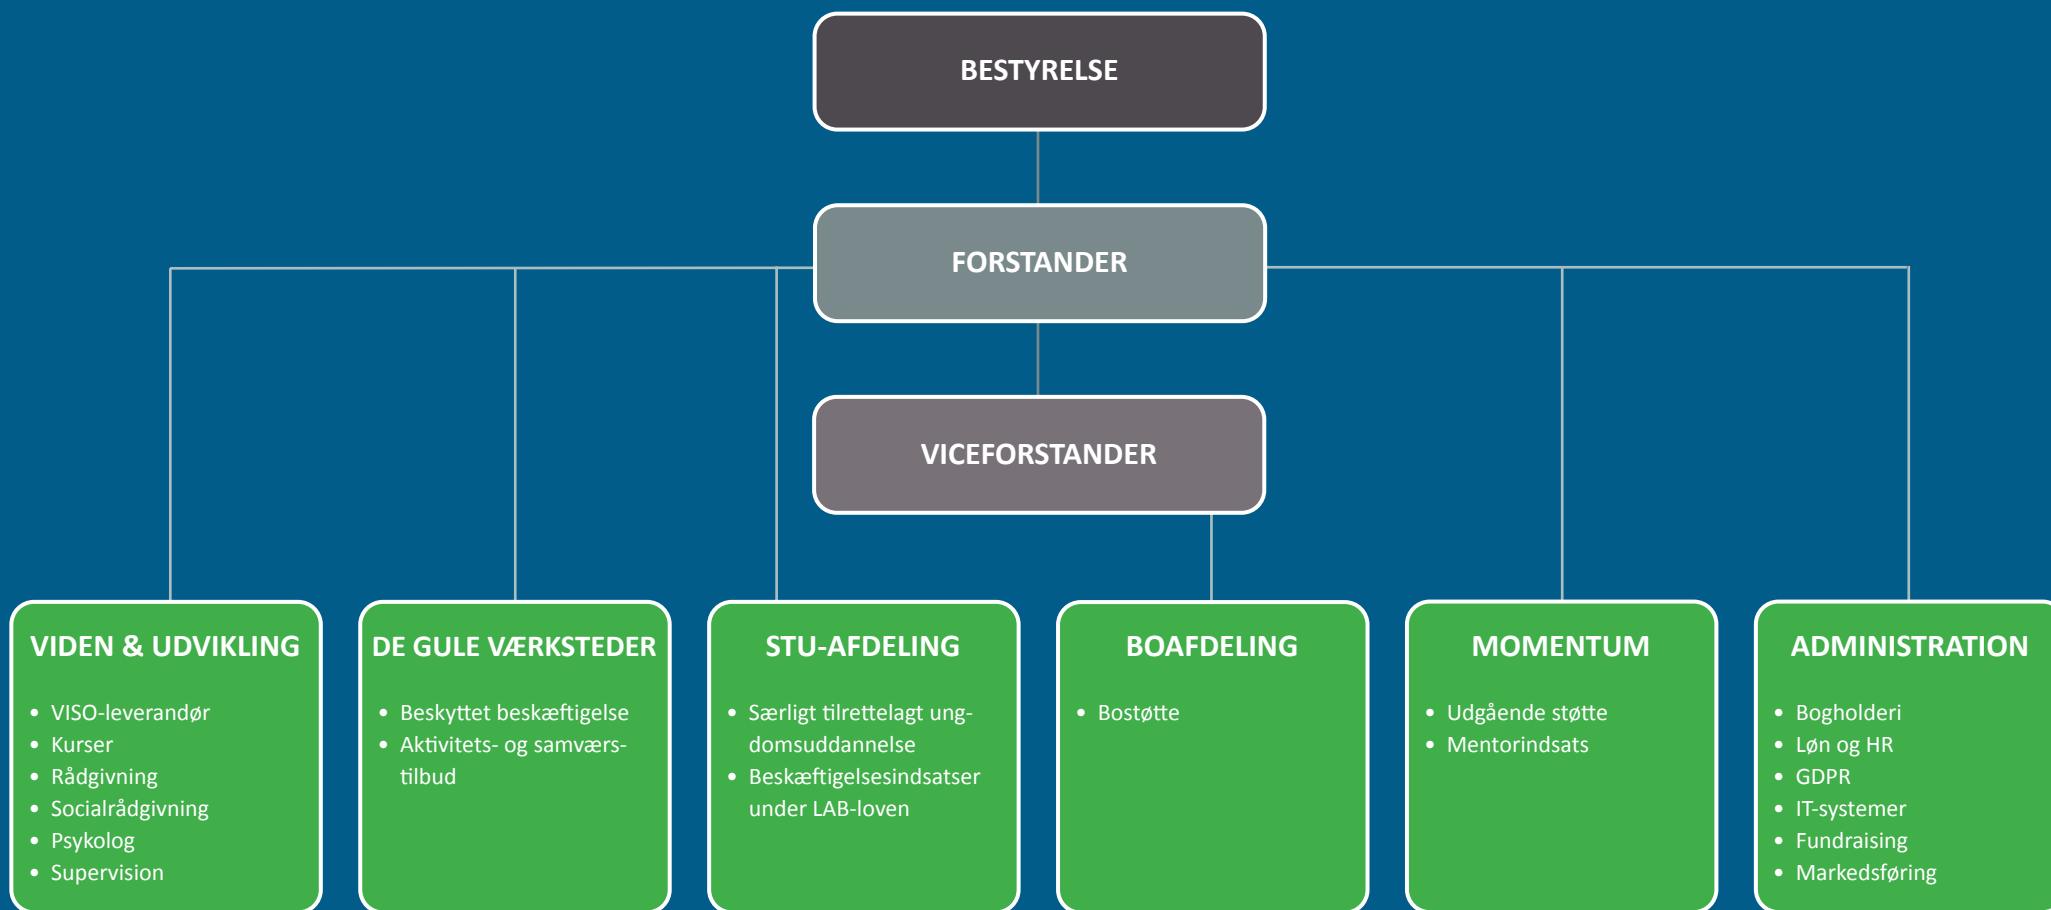 BESTYRELSE
FORSTANDER
VICEFORSTANDER
VIDEN & UDVIKLING
• VISO-leverandør
• Kurser
• Rådgivning
• Socialrådgivning
• Psykolog
• Supervision
DE GULE VÆRKSTEDER
• Beskyttet beskæftigelse
• Aktivitets- og samværs-
tilbud
STU-AFDELING
• Særligt tilrettelagt ung-
domsuddannelse
• Beskæftigelsesindsatser
under LAB-loven
BOAFDELING
• Bostøtte
MOMENTUM
• Udgående støtte
• Mentorindsats
ADMINISTRATION
• Bogholderi
• Løn og HR
• GDPR
• IT-systemer
• Fundraising
• Markedsføring